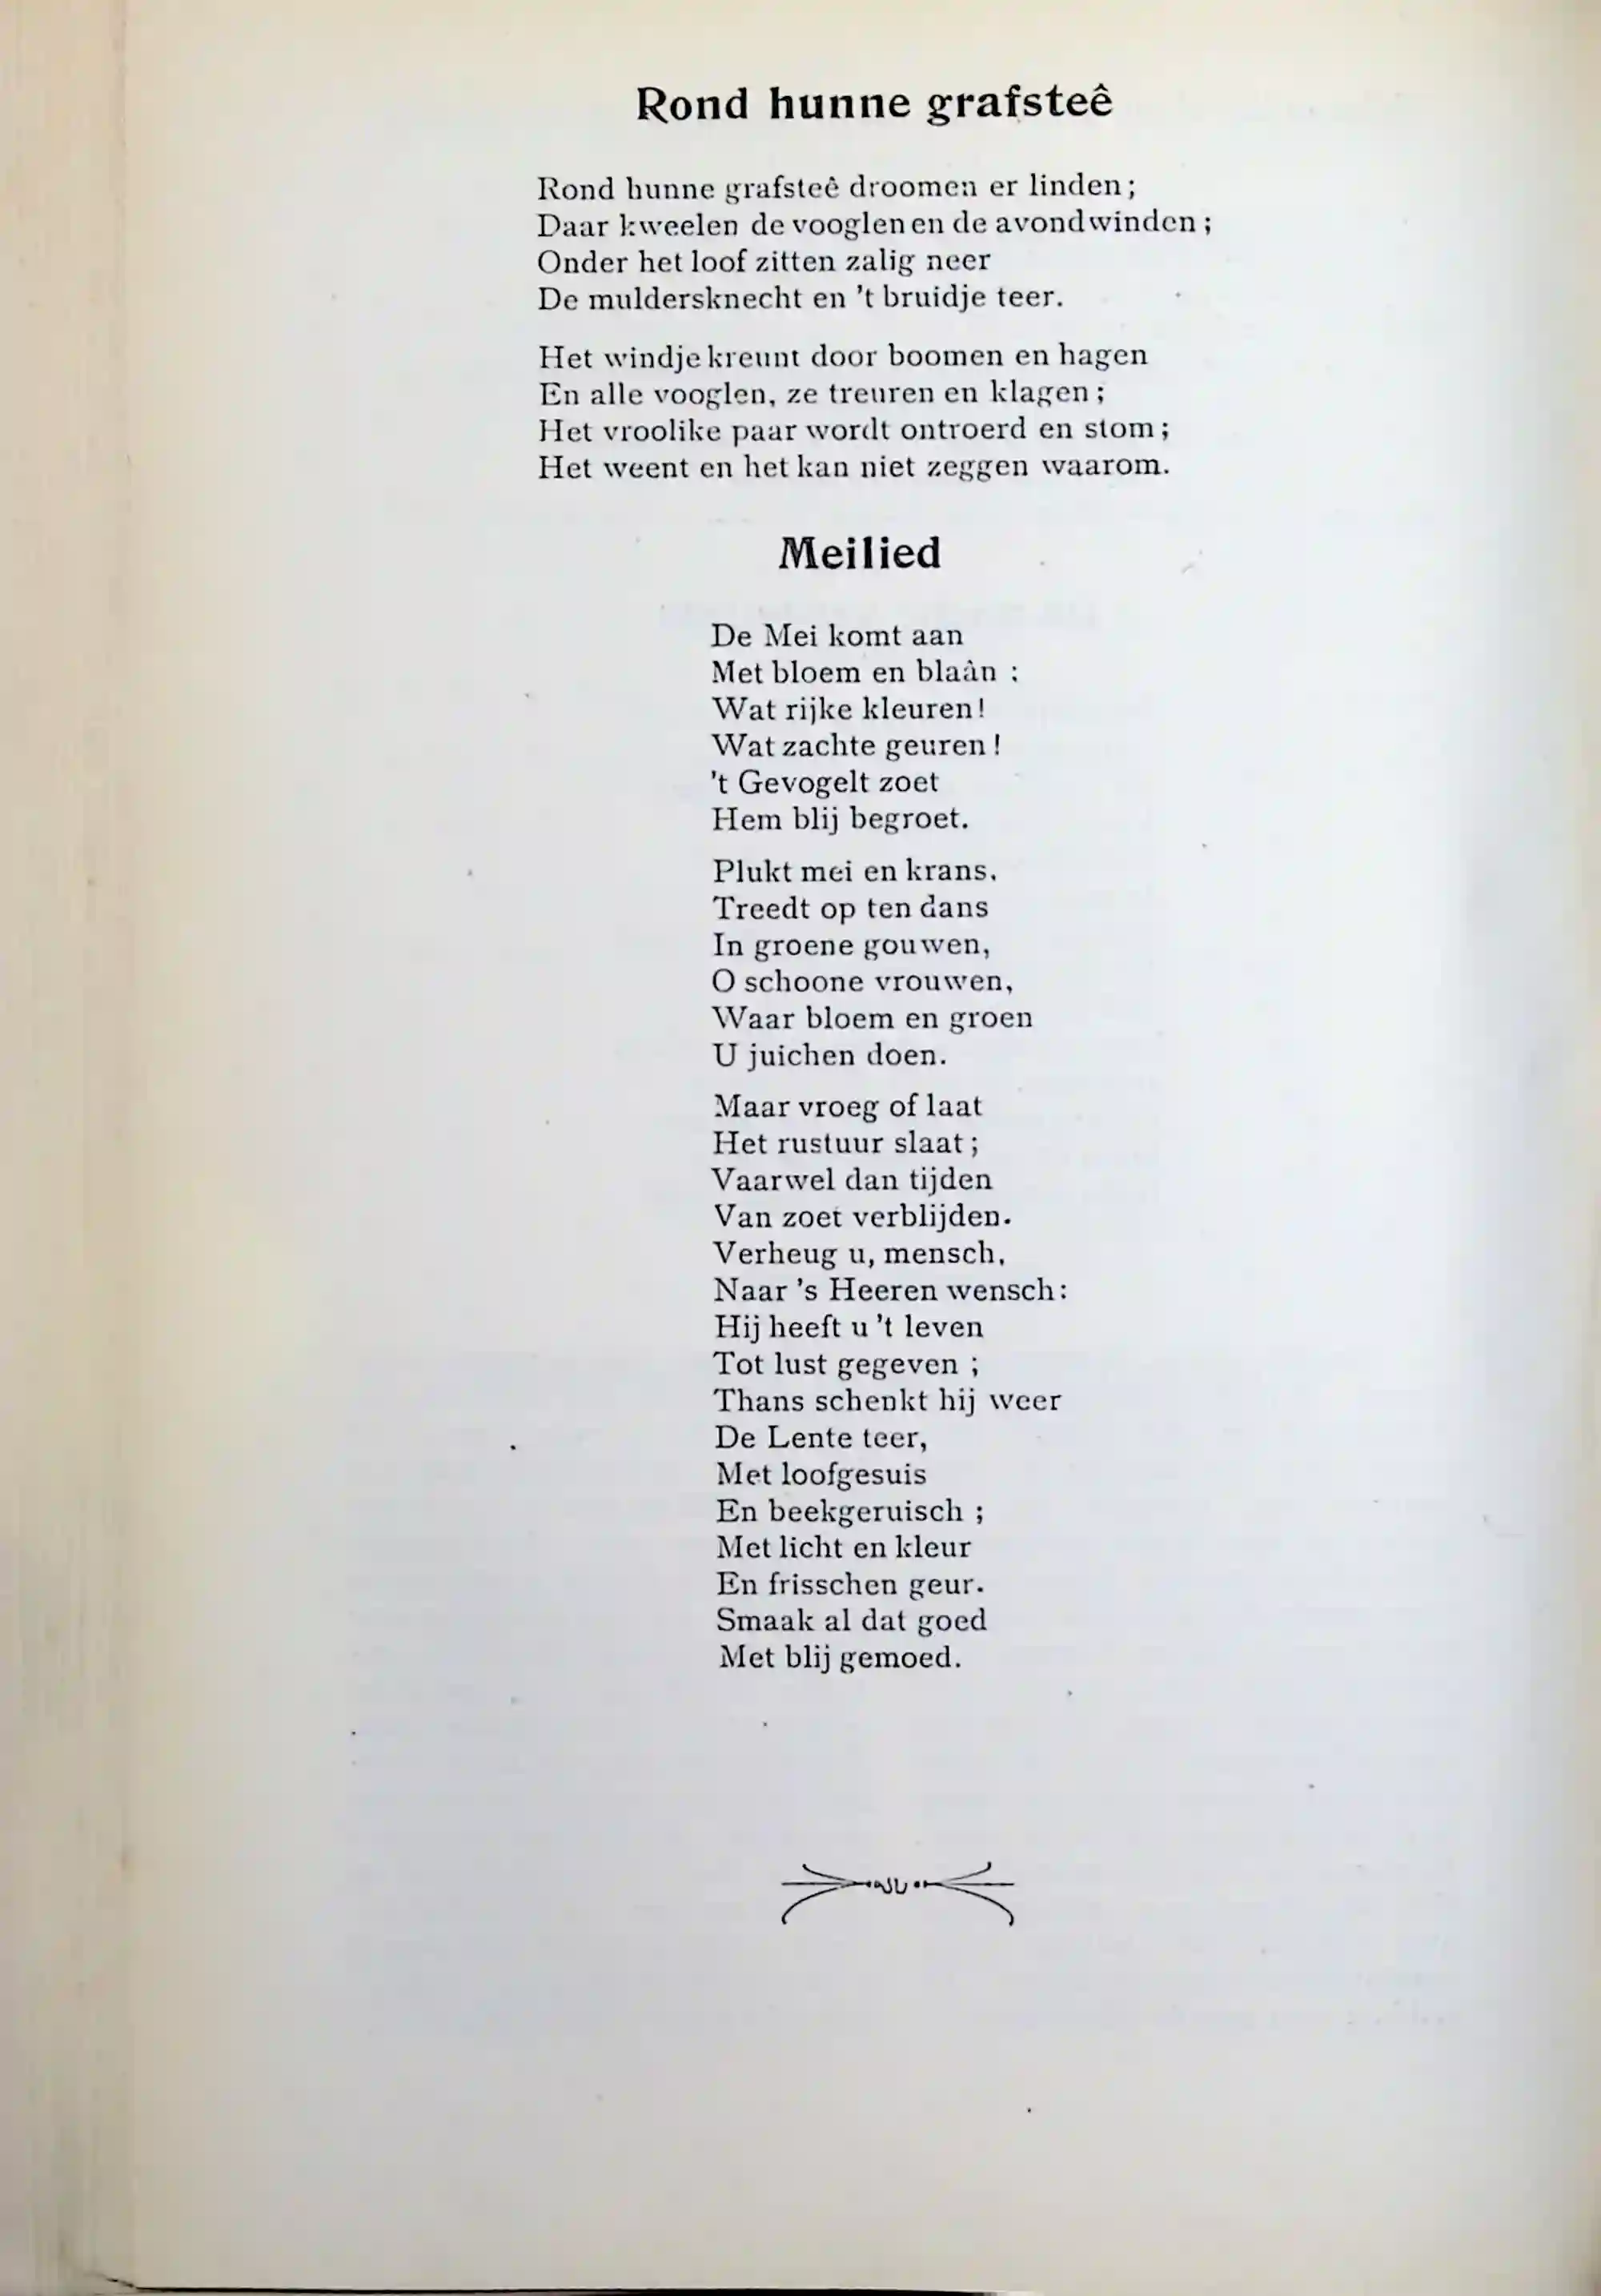 Rond hunne grafsteê
Rond hunne grafsteê droomen er linden;
Daar kweelen de vooglen en de avondwinden;
Onder het loof zitten zalig neer
De muldersknecht en 't bruidje teer.
Het windje kreunt door boomen en hagen
En alle vooglen, ze treuren en klagen;
Het vroolike paar wordt ontroerd en stom;
Het weent en het kan niet zeggen waarom.
Meilied
De Mei komt aan
Met bloem en blaân :
Wat rijke kleuren!
Wat zachte geuren!
't Gevogelt zoet
Hem blij begroet.
Plukt mei en krans,
Treedt op ten dans
In groene gouwen,
O schoone vrouwen,
Waar bloem en groen
U juichen doen.
Maar vroeg of laat
Het rustuur slaat;
Vaarwel dan tijden
Van zoet verblijden.
Verheug u, mensch,
Naar 's Heeren wensch:
Hij heeft u 't leven
Tot lust gegeven ;
Thans schenkt hij weer
De Lente teer,
Met loofgesuis
En beekgeruisch ;
Met licht en kleur
En frisschen geur.
Smaak al dat goed
Met blij gemoed.